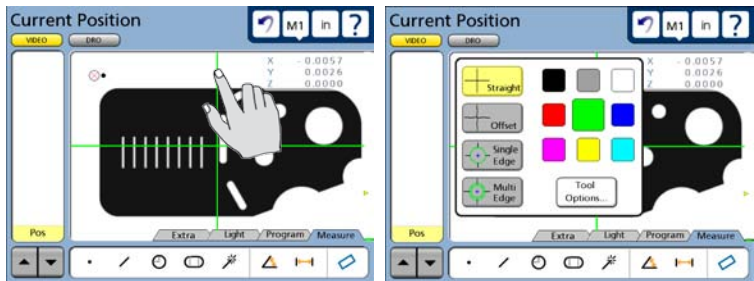 Current Position
M1 in ?
VIDEO DRO
X - 0.0057
Y 0.0026
Z 0.0000
Pos
Extra Light Program Measure
Current Position
M1 in ?
VIDEO DRO
X - 0.0057
Y 0.0026
Z 0.0000
Straight
Offset
Single
Edge
Multi
Edge
Tool
Options...
Pos
Extra Light Program Measure